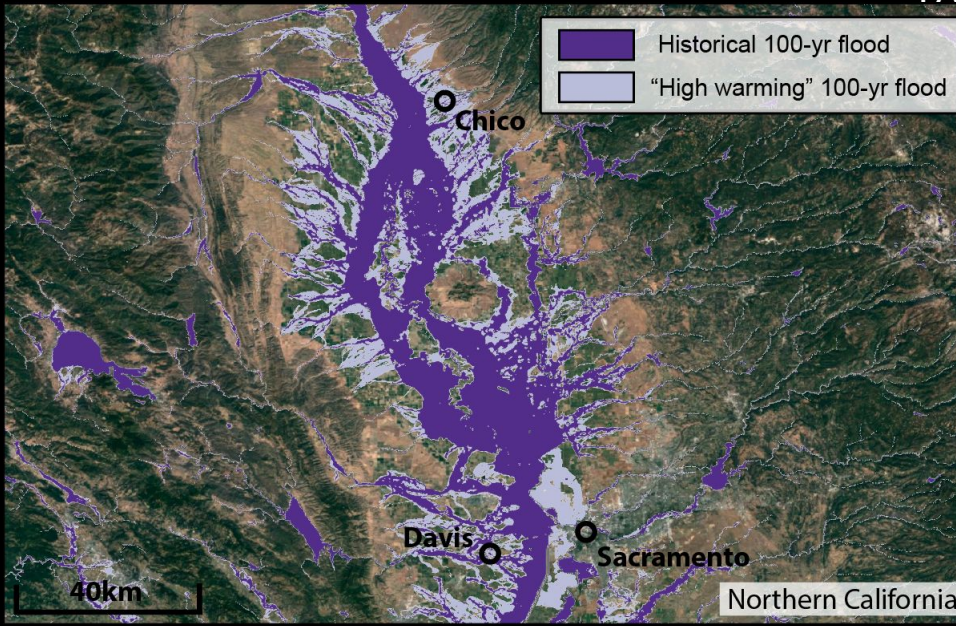 Historical 100-yr flood
“High warming” 100-yr flood
Chico
Davis
Sacramento
40km
Northern California